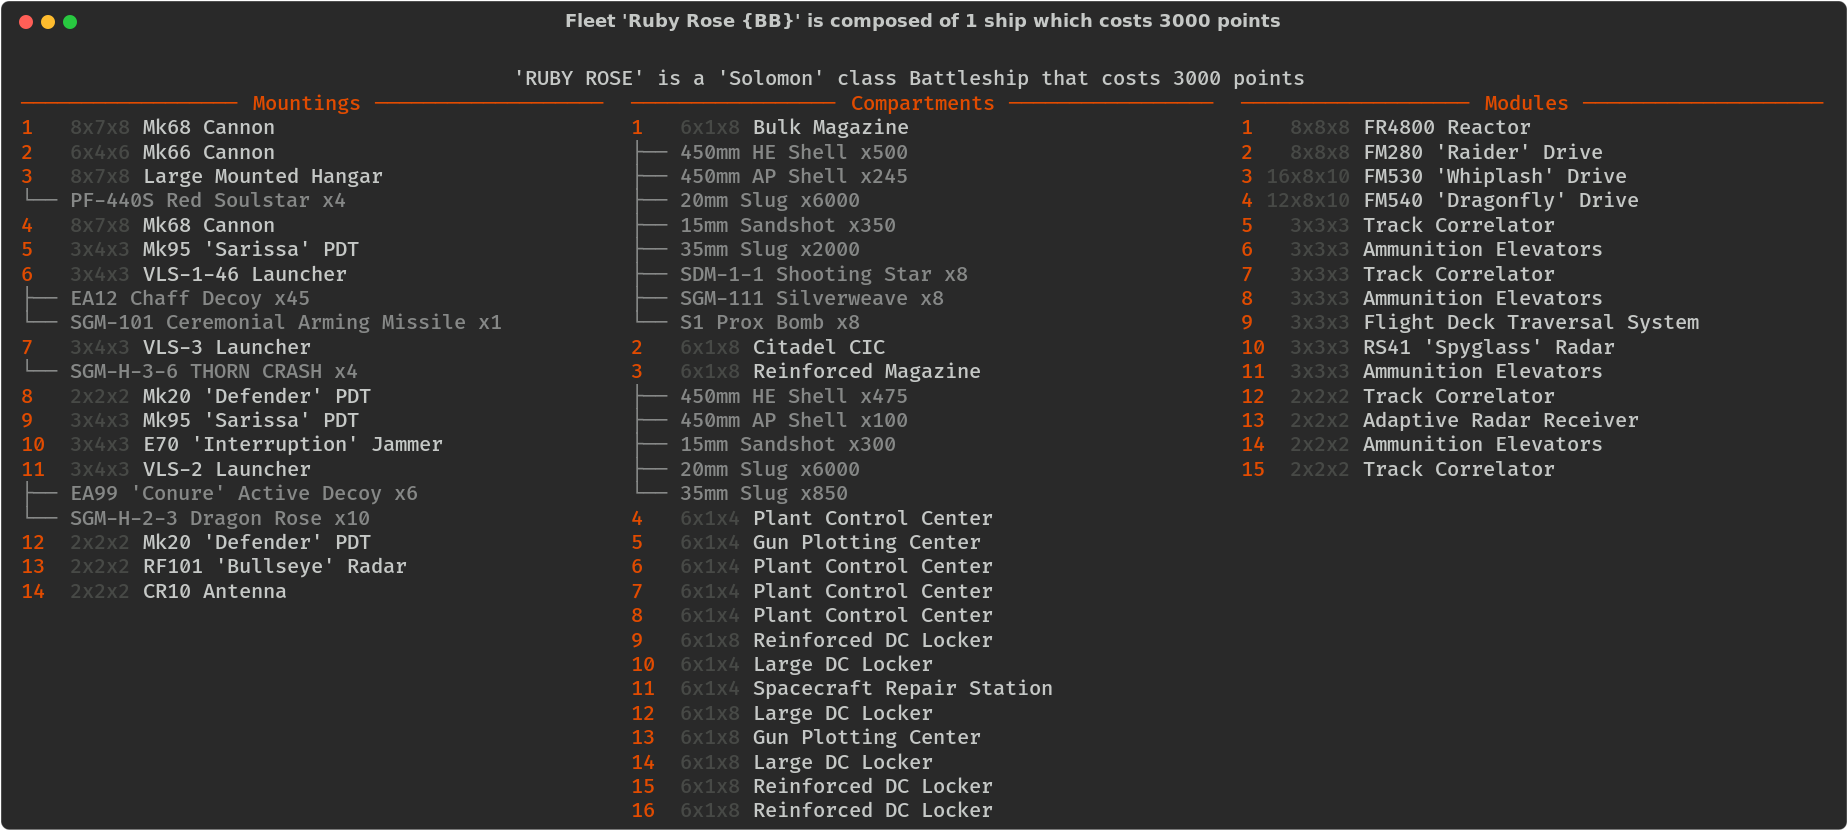 Fleet 'Ruby Rose {BB}' is composed of 1 ship which costs 3000 points
'RUBY ROSE' is a 'Solomon' class Battleship that costs 3000 points
Mountings
1 8x7x8 Mk68 Cannon
2 6x4x6 Mk66 Cannon
3 8x7x8 Large Mounted Hangar
PF-440S Red Soulstar x4
4 8x7x8 Mk68 Cannon
5 3x4x3 Mk95 'Sarissa' PDT
6 3x4x3 VLS-1-46 Launcher
EA12 Chaff Decoy x45
SGM-101 Ceremonial Arming Missile x1
7 3x4x3 VLS-3 Launcher
SGM-H-3-6 THORN CRASH x4
8 2x2x2 Mk20 'Defender' PDT
9 3x4x3 Mk95 'Sarissa' PDT
10 3x4x3 E70 'Interruption' Jammer
11 3x4x3 VLS-2 Launcher
EA99 'Conure' Active Decoy x6
SGM-H-2-3 Dragon Rose x10
12 2x2x2 Mk20 'Defender' PDT
13 2x2x2 RF101 'Bullseye' Radar
14 2x2x2 CR10 Antenna
Compartments
1 6x1x8 Bulk Magazine
450mm HE Shell x500
450mm AP Shell x245
20mm Slug x6000
15mm Sandshot x350
35mm Slug x2000
SDM-1-1 Shooting Star x8
SGM-111 Silverweave x8
S1 Prox Bomb x8
2 6x1x8 Citadel CIC
3 6x1x8 Reinforced Magazine
450mm HE Shell x475
450mm AP Shell x100
15mm Sandshot x300
20mm Slug x6000
35mm Slug x850
4 6x1x4 Plant Control Center
5 6x1x4 Gun Plotting Center
6 6x1x4 Plant Control Center
7 6x1x4 Plant Control Center
8 6x1x4 Plant Control Center
9 6x1x8 Reinforced DC Locker
10 6x1x4 Large DC Locker
11 6x1x4 Spacecraft Repair Station
12 6x1x8 Large DC Locker
13 6x1x8 Gun Plotting Center
14 6x1x8 Large DC Locker
15 6x1x8 Reinforced DC Locker
16 6x1x8 Reinforced DC Locker
Modules
1 8x8x8 FR4800 Reactor
2 8x8x8 FM280 'Raider' Drive
3 16x8x10 FM530 'Whiplash' Drive
4 12x8x10 FM540 'Dragonfly' Drive
5 3x3x3 Track Correlator
6 3x3x3 Ammunition Elevators
7 3x3x3 Track Correlator
8 3x3x3 Ammunition Elevators
9 3x3x3 Flight Deck Traversal System
10 3x3x3 RS41 'Spyglass' Radar
11 3x3x3 Ammunition Elevators
12 2x2x2 Track Correlator
13 2x2x2 Adaptive Radar Receiver
14 2x2x2 Ammunition Elevators
15 2x2x2 Track Correlator